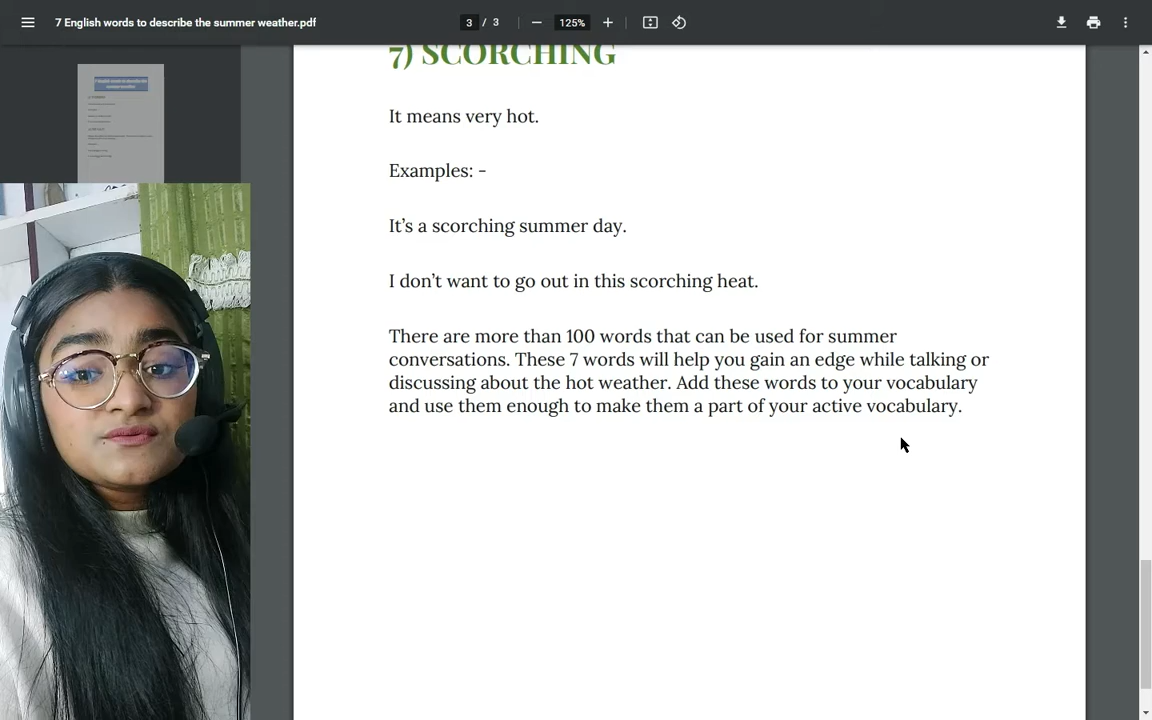 7 English words to describe the summer weather.pdf
3 / 3
125%
7) SCORCHING
It means very hot.
Examples: -
It’s a scorching summer day.
I don’t want to go out in this scorching heat.
There are more than 100 words that can be used for summer
conversations. These 7 words will help you gain an edge while talking or
discussing about the hot weather. Add these words to your vocabulary
and use them enough to make them a part of your active vocabulary.